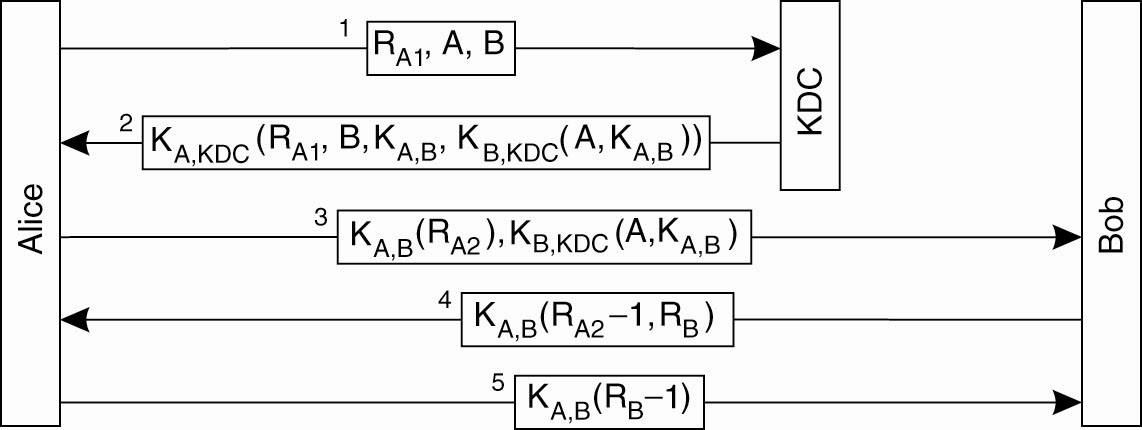 1
R_A1, A, B
KDC
2
K_A,KDC (R_A1, B,K_A,B, K_B,KDC(A,K_A,B))
Alice
3
K_A,B(R_A2),K_B,KDC(A,K_A,B)
Bob
4
K_A,B(R_A2−1,R_B)
5
K_A,B(R_B−1)